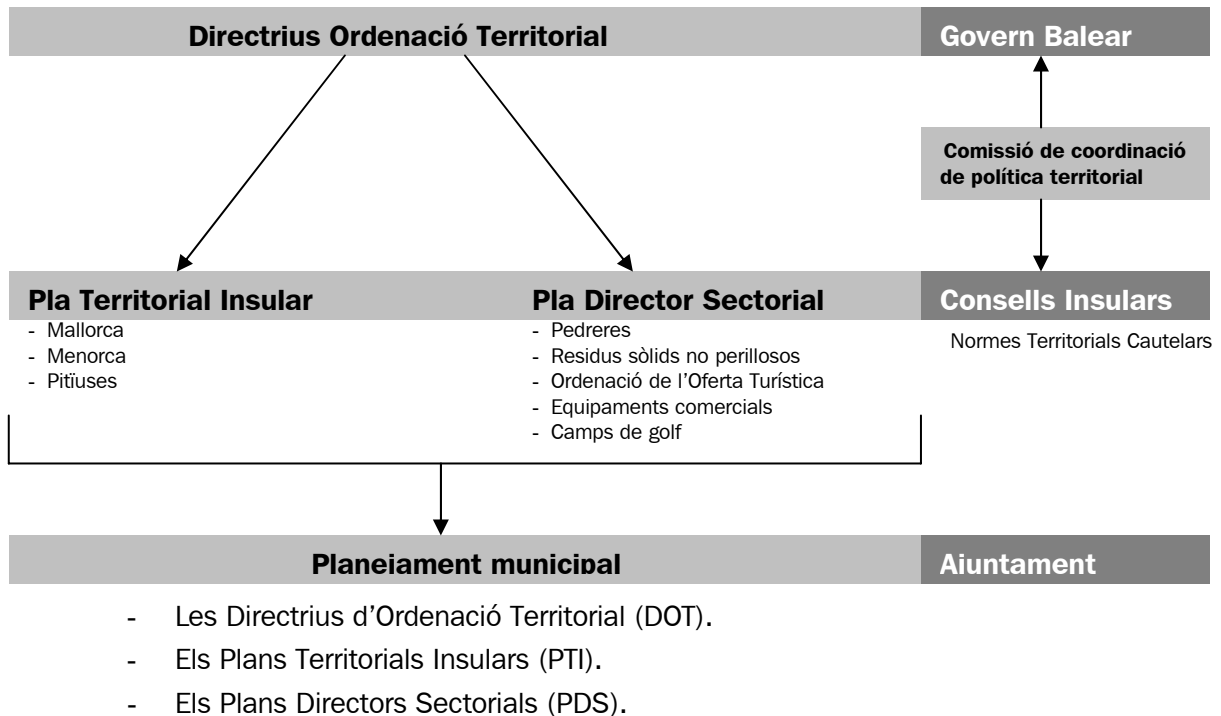 Directrius Ordenació Territorial
Govern Balear
Comissió de coordinació
de política territorial
Pla Territorial Insular
- Mallorca
- Menorca
- Pitiüses
Pla Director Sectorial
- Pedreres
- Residus sòlids no perillosos
- Ordenació de l’Oferta Turística
- Equipaments comercials
- Camps de golf
Consells Insulars
Normes Territorials Cautelars
Planejament municipal
Ajuntament
- Les Directrius d’Ordenació Territorial (DOT).
- Els Plans Territorials Insulars (PTI).
- Els Plans Directors Sectorials (PDS).